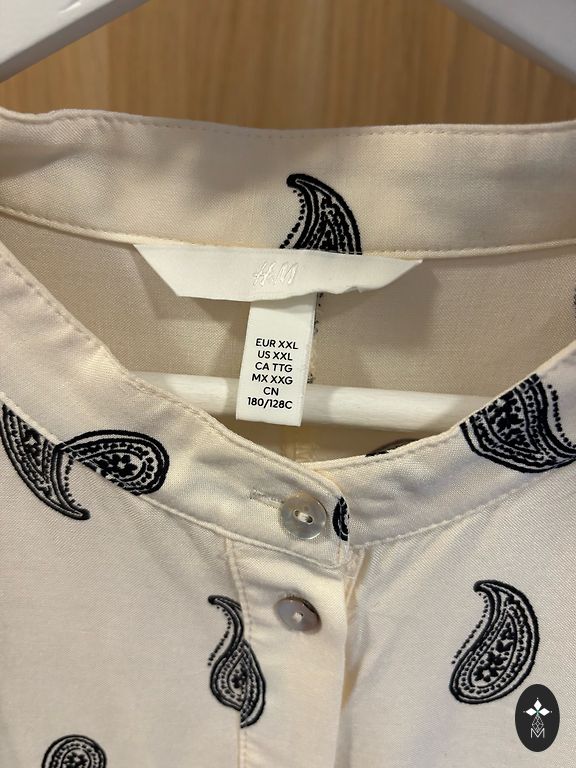 H&M
EUR XXL
US XXL
CA TTG
MX XXG
CN
180/128C
M